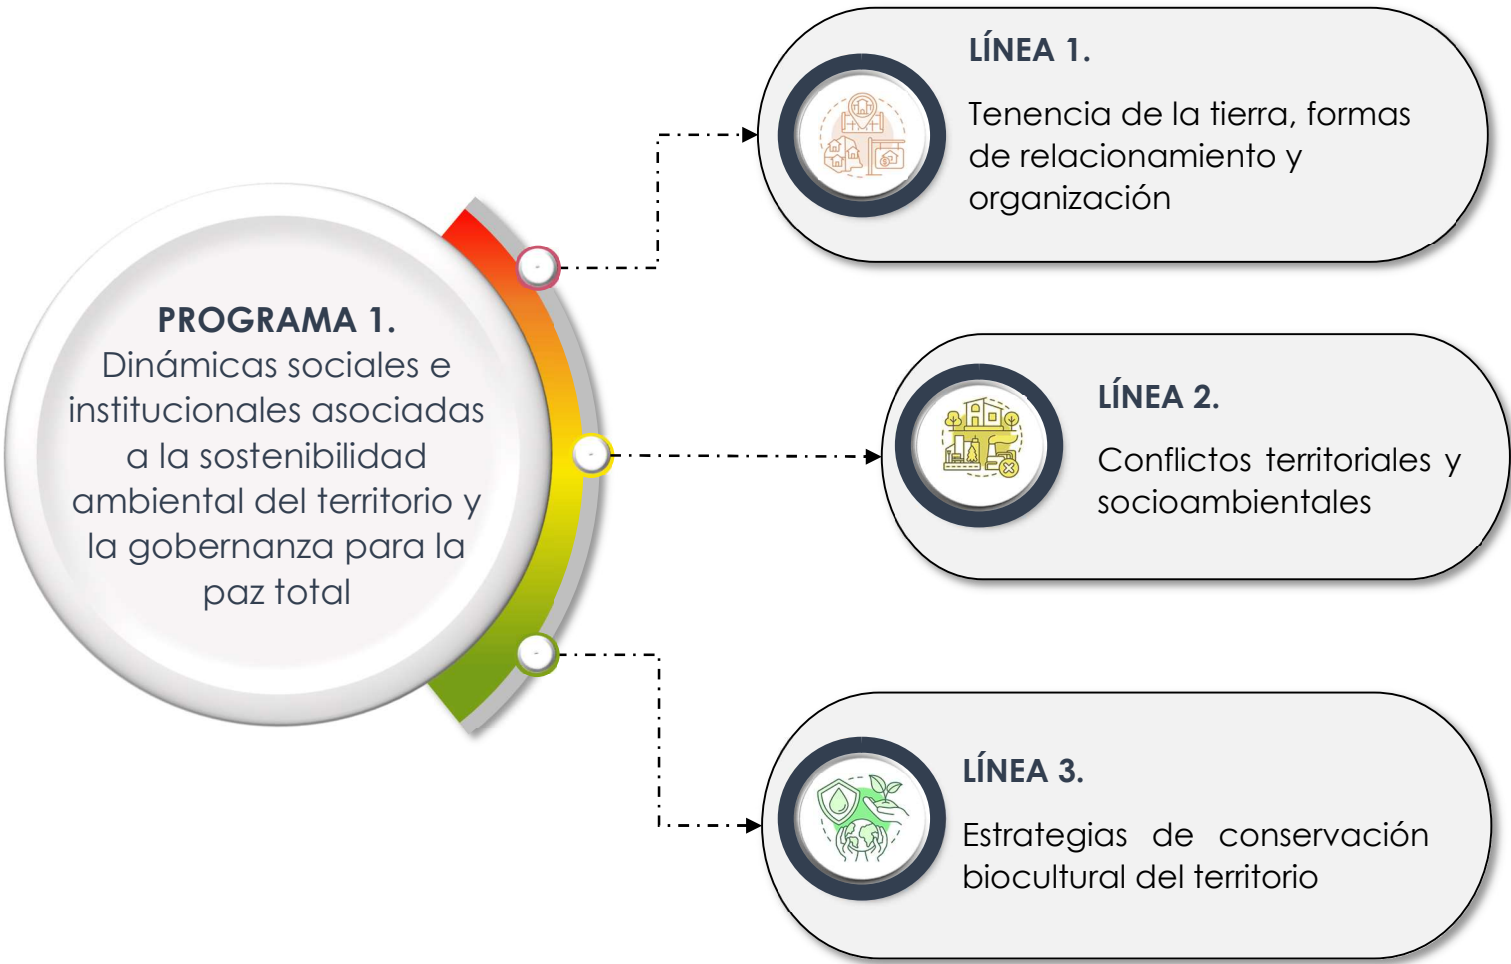 PROGRAMA 1.
Dinámicas sociales e
institucionales asociadas
a la sostenibilidad
ambiental del territorio y
la gobernanza para la
paz total
LÍNEA 1.
Tenencia de la tierra, formas
de relacionamiento y
organización
LÍNEA 2.
Conflictos territoriales y
socioambientales
LÍNEA 3.
Estrategias de conservación
biocultural del territorio